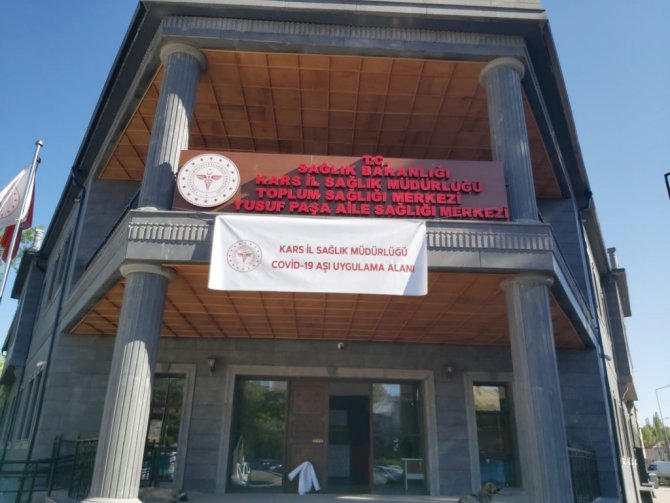 T.C.
SAĞLIK BAKANLIĞI
KARS İL SAĞLIK MÜDÜRLÜĞÜ
TOPLUM SAĞLIĞI MERKEZİ
YUSUF PAŞA AİLE SAĞLIĞI MERKEZİ
KARS İL SAĞLIK MÜDÜRLÜĞÜ
COVİD-19 AŞI UYGULAMA ALANI